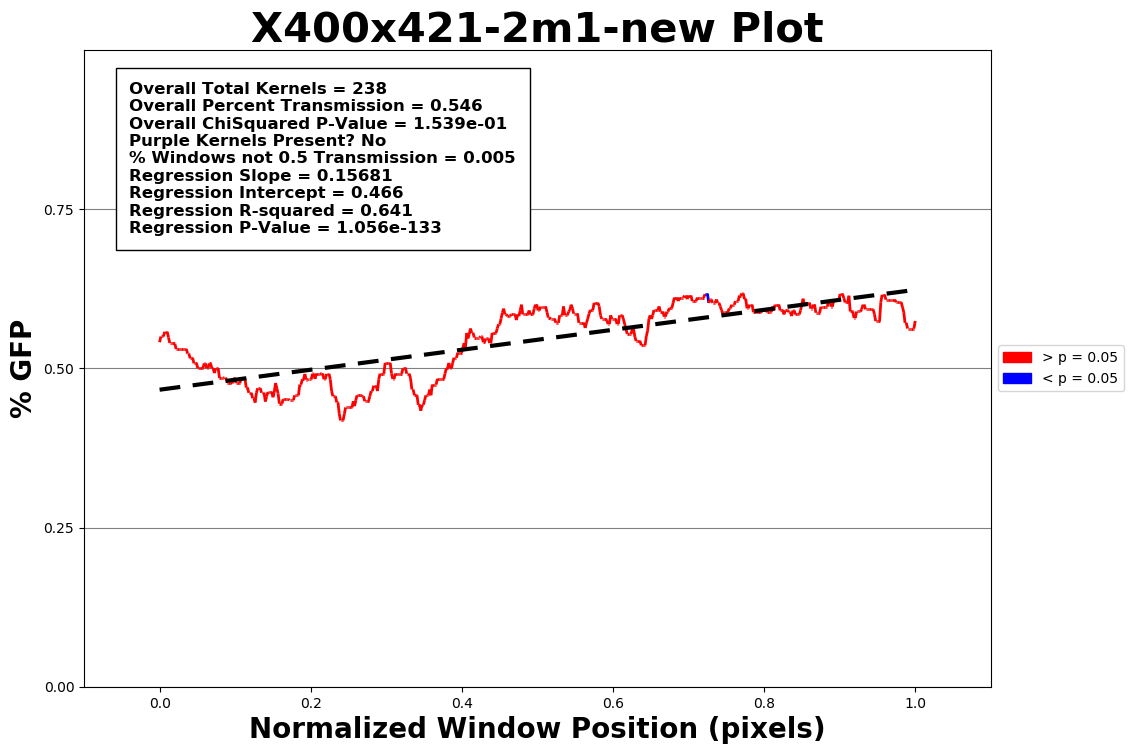 X400x421-2m1-new Plot
Overall Total Kernels = 238
Overall Percent Transmission = 0.546
Overall ChiSquared P-Value = 1.539e-01
Purple Kernels Present? No
% Windows not 0.5 Transmission = 0.005
Regression Slope = 0.15681
Regression Intercept = 0.466
Regression R-squared = 0.641
Regression P-Value = 1.056e-133
0.75
0.50
0.25
0.00
% GFP
> p = 0.05
< p = 0.05
0.0 0.2 0.4 0.6 0.8 1.0
Normalized Window Position (pixels)